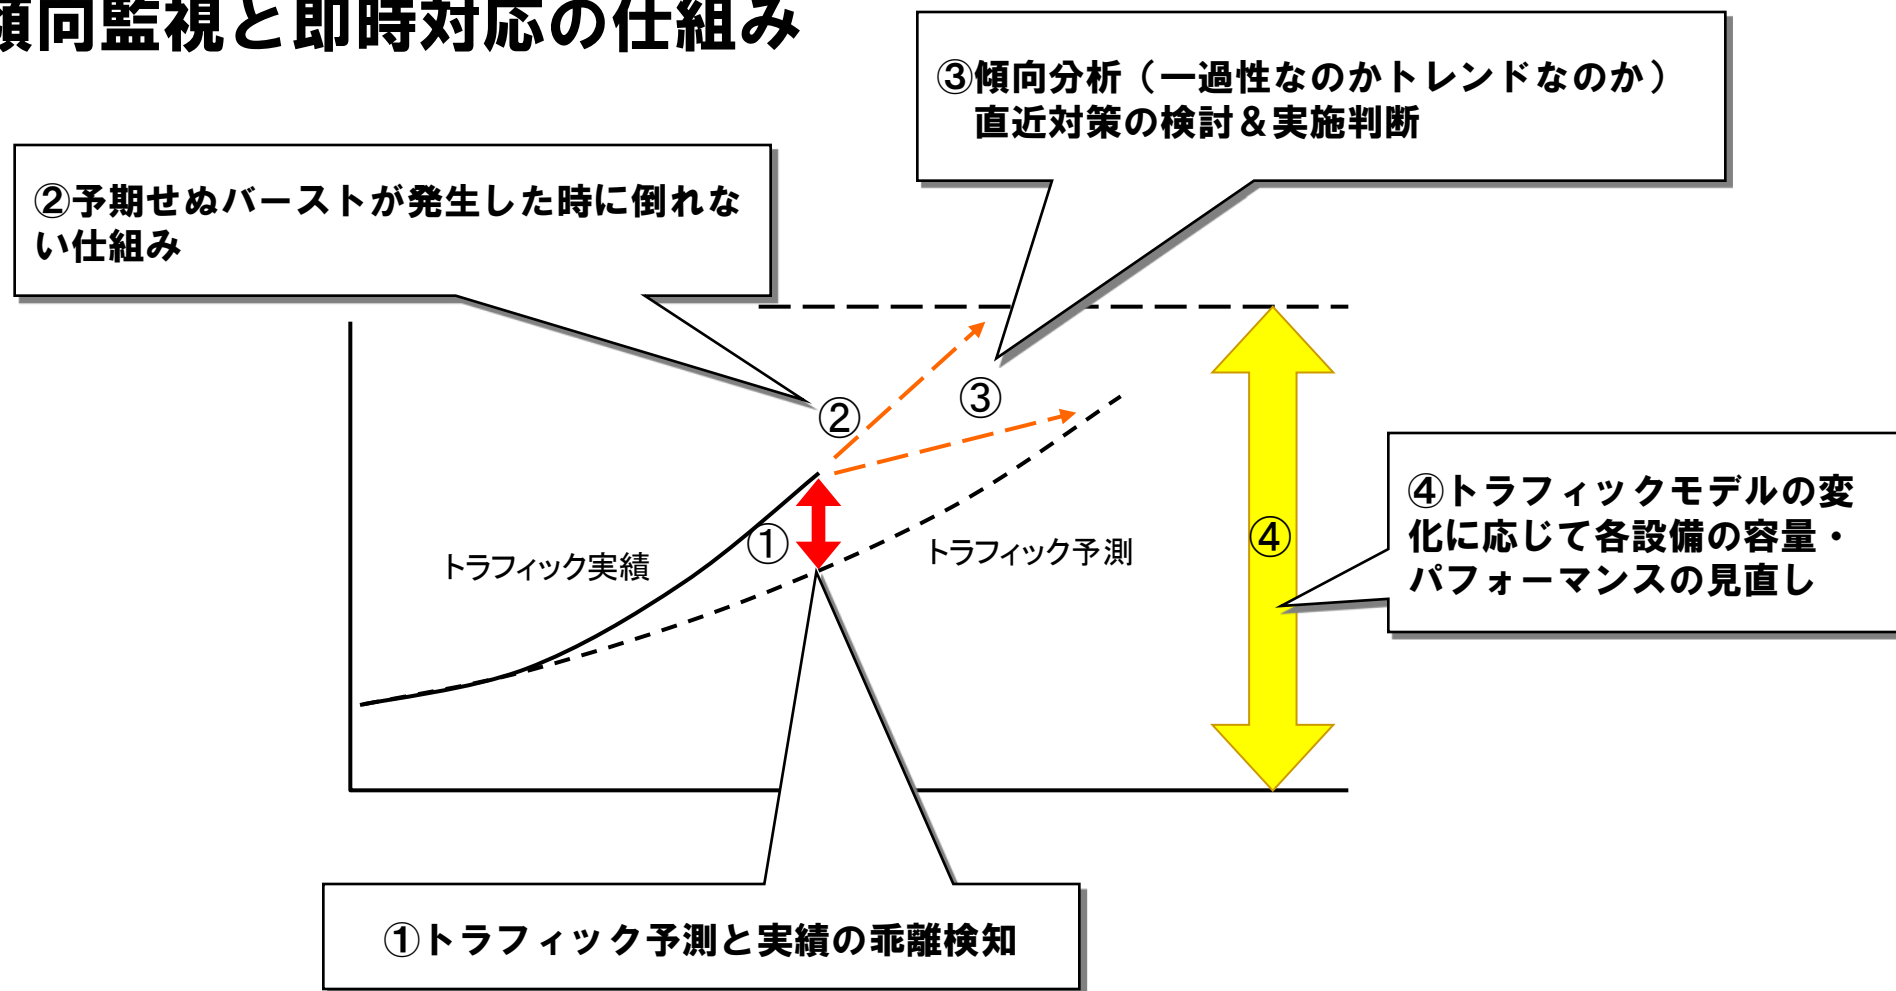 傾向監視と即時対応の仕組み
③傾向分析（一過性なのかトレンドなのか）
直近対策の検討＆実施判断
②予期せぬバーストが発生した時に倒れな
い仕組み
②
③
④トラフィックモデルの変
化に応じて各設備の容量・
パフォーマンスの見直し
④
①
トラフィック実績
トラフィック予測
①トラフィック予測と実績の乖離検知